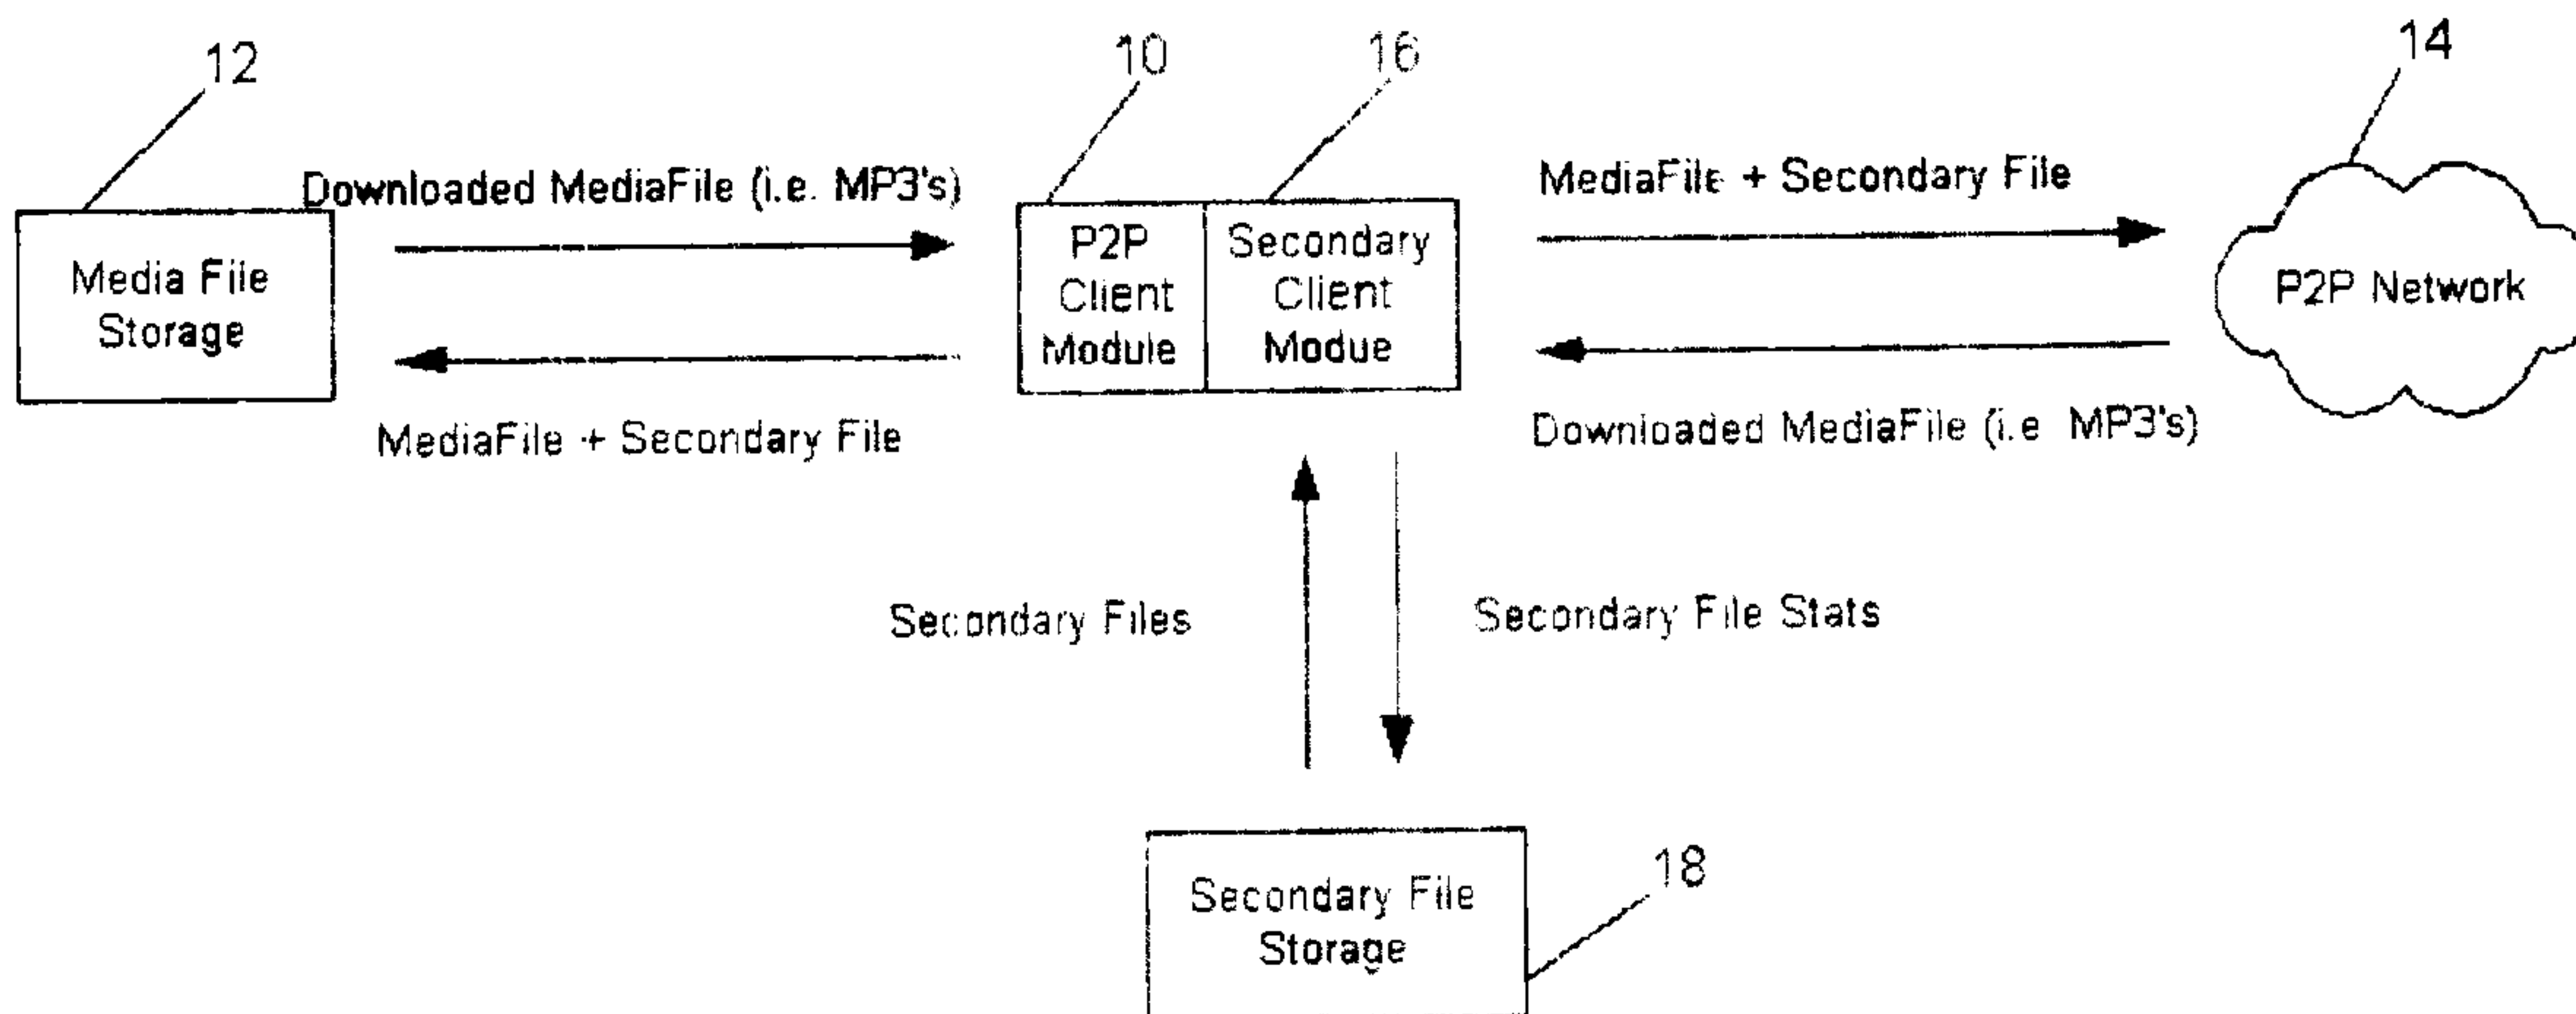 12
10
16
14
Downloaded MediaFile (i.e. MP3's)
MediaFile + Secondary File
Media File
Storage
P2P
Client
Module
Secondary
Client
Modue
P2P Network
MediaFile + Secondary File
Downloaded MediaFile (i.e MP3's)
Secondary Files
Secondary File Stats
Secondary File
Storage
18